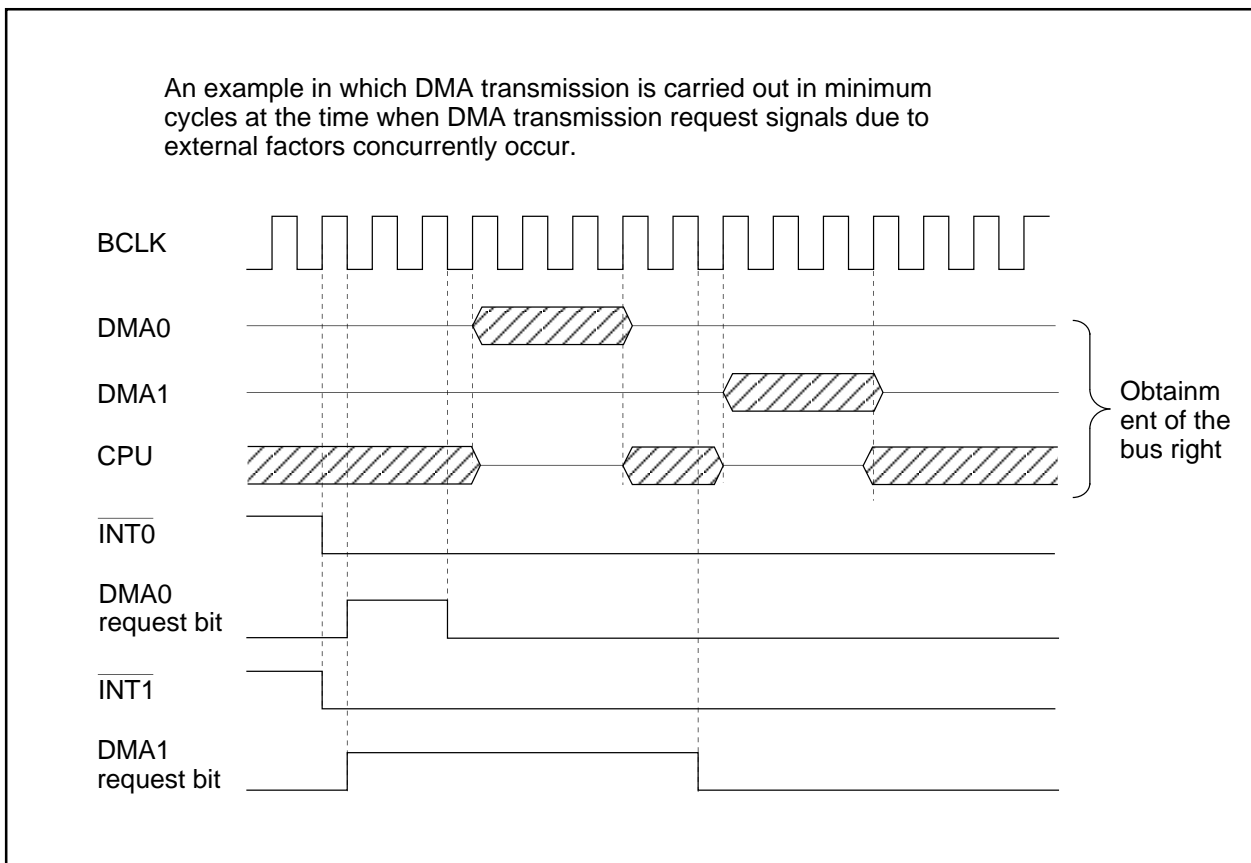 An example in which DMA transmission is carried out in minimum
cycles at the time when DMA transmission request signals due to
external factors concurrently occur.
BCLK
DMA0
DMA1
CPU
Obtainm
ent of the
bus right
INT0
DMA0
request bit
INT1
DMA1
request bit